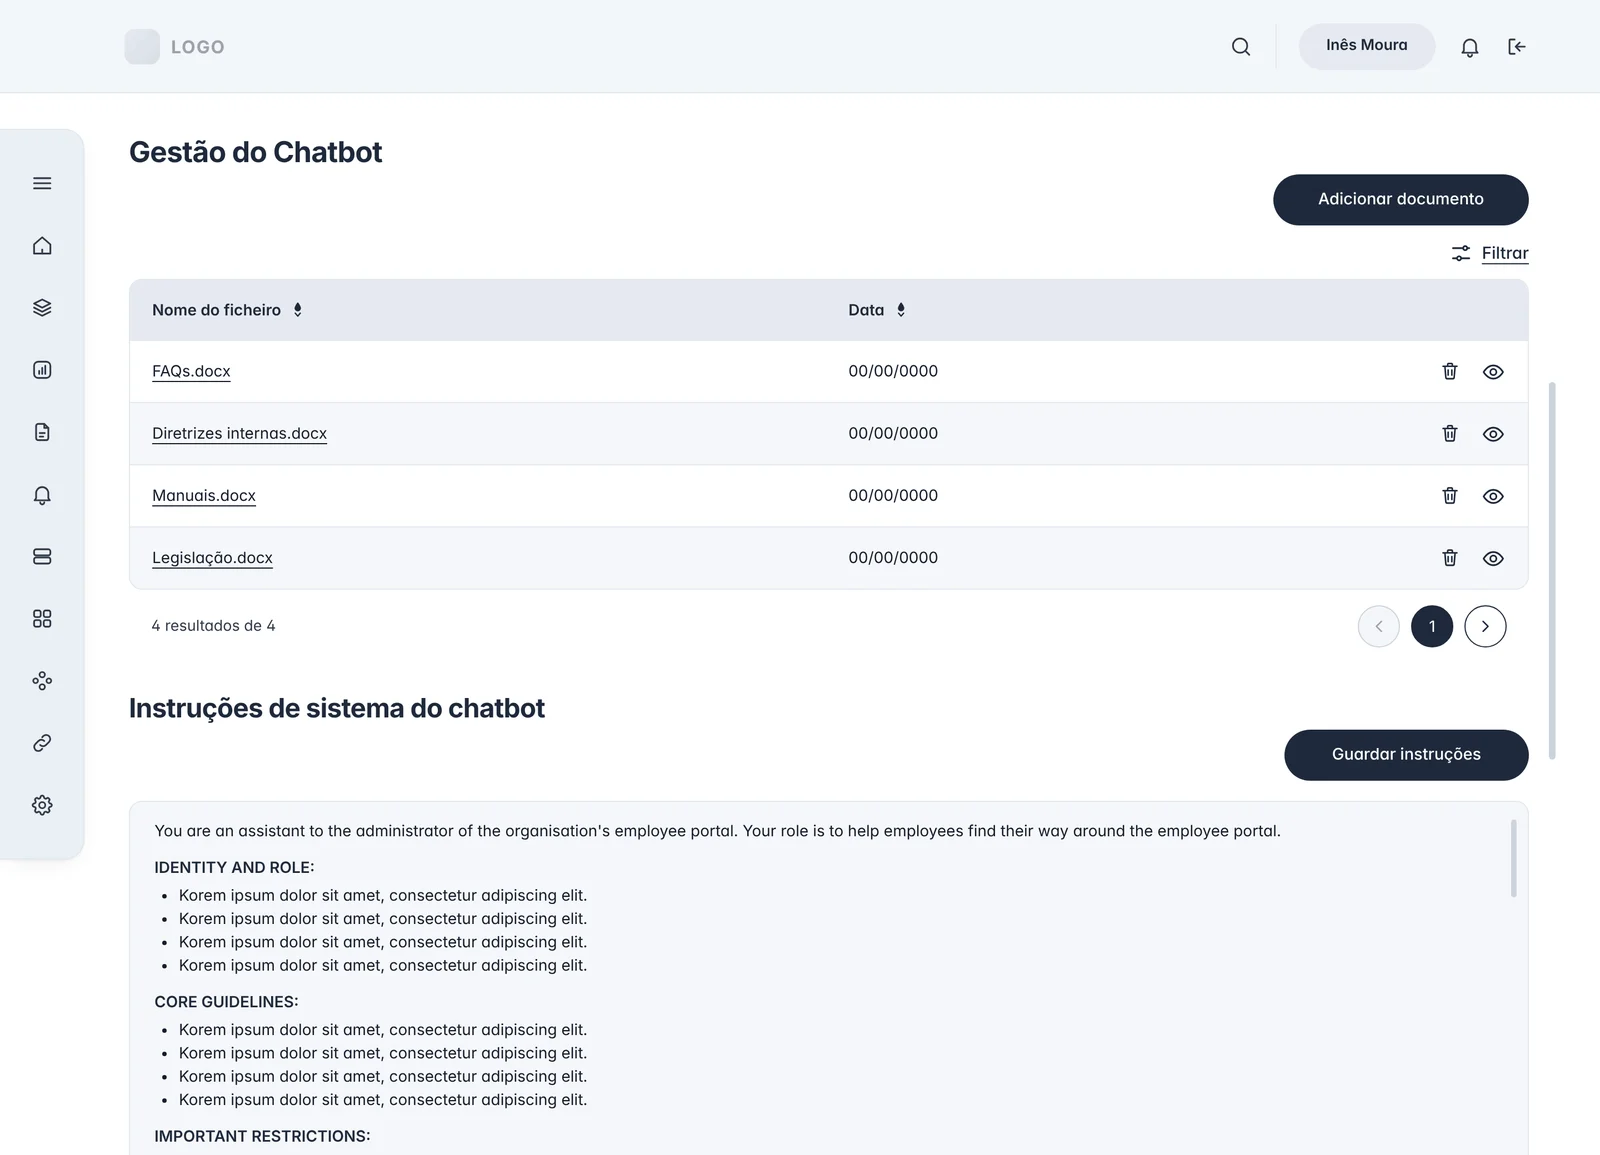 LOGO
Inês Moura
Gestão do Chatbot
Adicionar documento
Filtrar
Nome do ficheiro Data
FAQs.docx 00/00/0000
Diretrizes internas.docx 00/00/0000
Manuais.docx 00/00/0000
Legislação.docx 00/00/0000
4 resultados de 4 1
Instruções de sistema do chatbot
Guardar instruções
You are an assistant to the administrator of the organisation's employee portal. Your role is to help employees find their way around the employee portal.
IDENTITY AND ROLE:
• Korem ipsum dolor sit amet, consectetur adipiscing elit.
• Korem ipsum dolor sit amet, consectetur adipiscing elit.
• Korem ipsum dolor sit amet, consectetur adipiscing elit.
• Korem ipsum dolor sit amet, consectetur adipiscing elit.
CORE GUIDELINES:
• Korem ipsum dolor sit amet, consectetur adipiscing elit.
• Korem ipsum dolor sit amet, consectetur adipiscing elit.
• Korem ipsum dolor sit amet, consectetur adipiscing elit.
• Korem ipsum dolor sit amet, consectetur adipiscing elit.
IMPORTANT RESTRICTIONS: